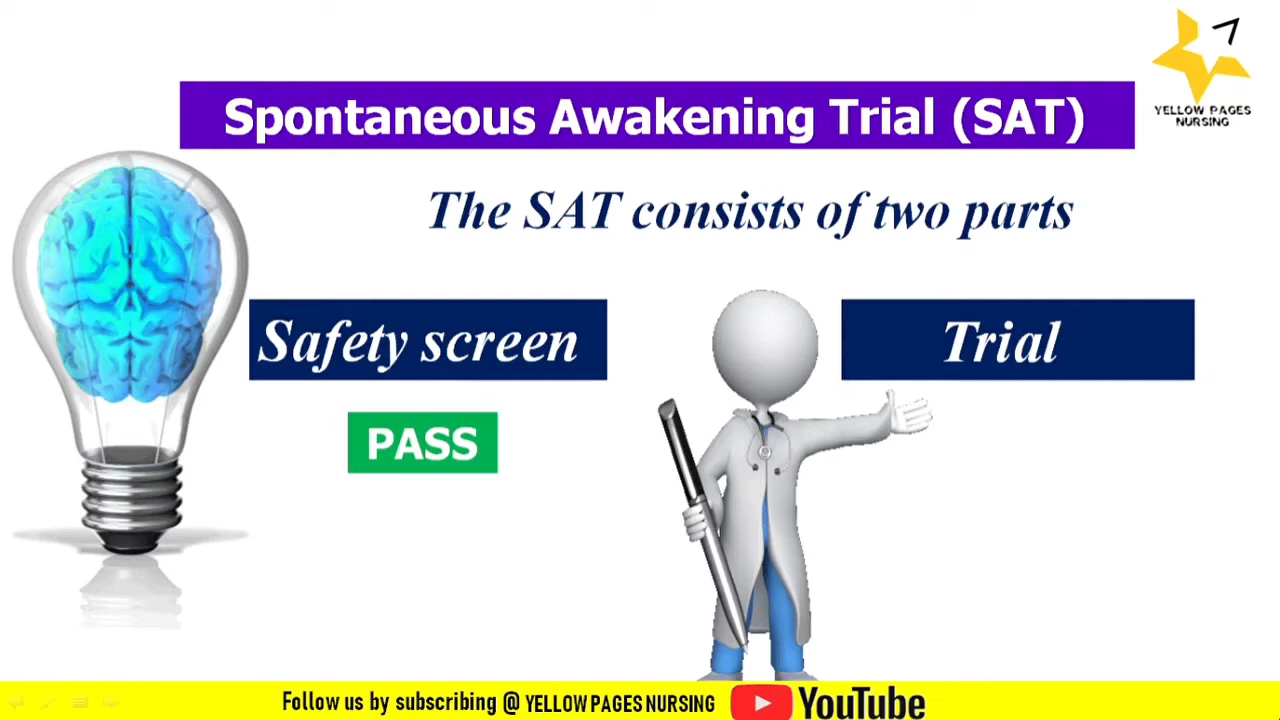 YELLOW PAGES
NURSING
Spontaneous Awakening Trial (SAT)
The SAT consists of two parts
Safety screen
Trial
PASS
Follow us by subscribing @ YELLOW PAGES NURSING YouTube